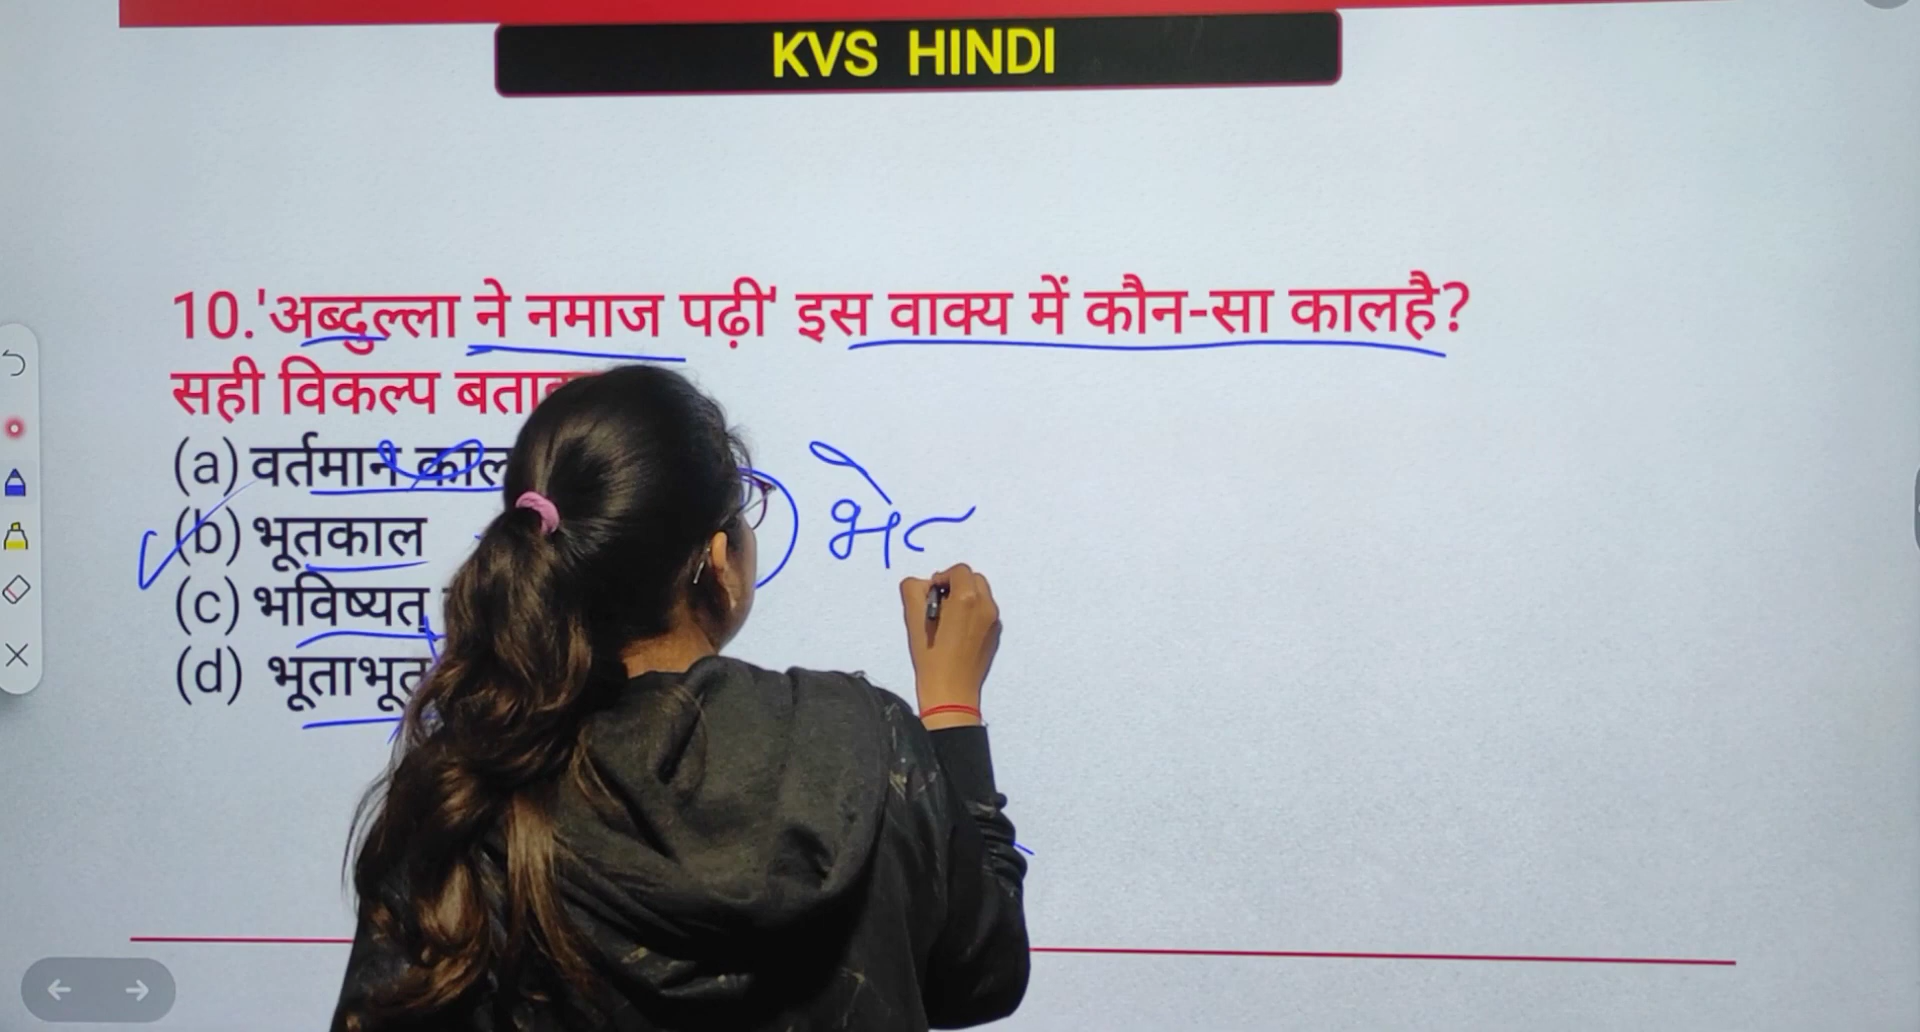 KVS HINDI
10.'अब्दुल्ला ने नमाज पढ़ी' इस वाक्य में कौन-सा कालहै?
सही विकल्प
(a) वर्तमान काल
(b) भूतकाल
(c) भविष्यत्
(d)